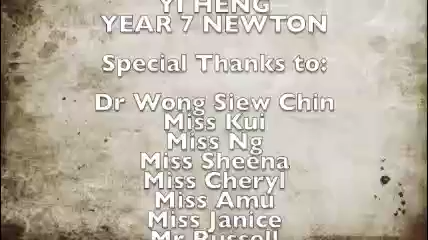 YI HENG
YEAR 7 NEWTON
Special Thanks to:
Dr Wong Siew Chin
Miss Kui
Miss Ng
Miss Sheena
Miss Cheryl
Miss Amu
Miss Janice
Mr Russell